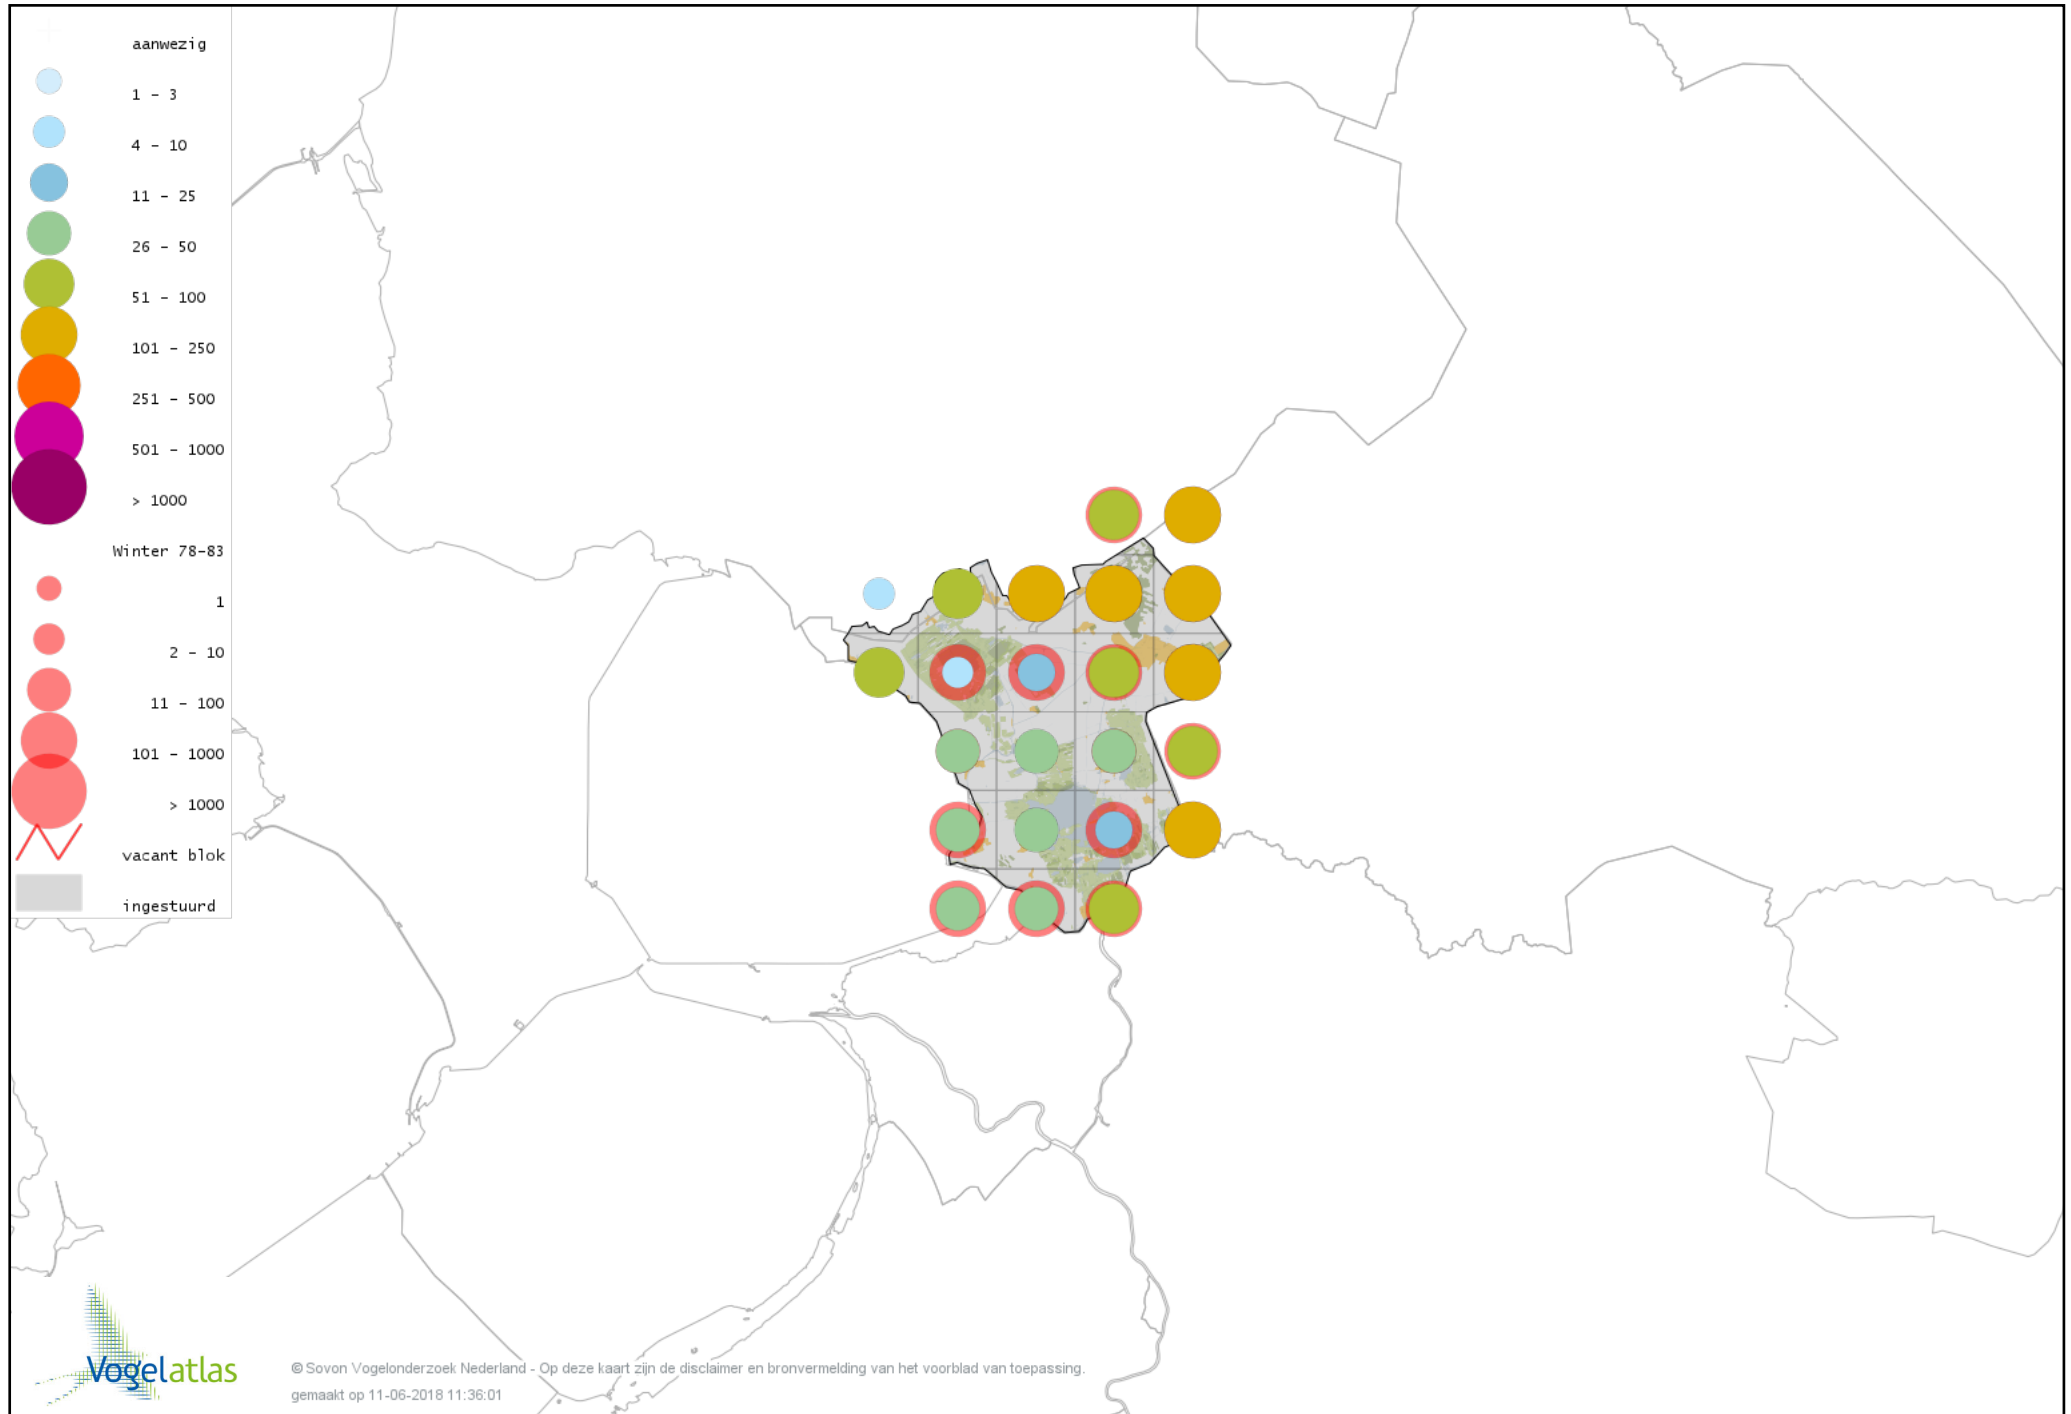 aanwezig
1 - 3
4 - 10
11 - 25
26 - 50
51 - 100
101 - 250
251 - 500
501 - 1000
> 1000
Winter 78-83
1
2 - 10
11 - 100
101 - 1000
> 1000
vacant blok
ingestuurd
Vogelatlas
© Sovon Vogelonderzoek Nederland - Op deze kaart zijn de disclaimer en bronvermelding van het voorblad van toepassing.
gemaakt op 11-06-2018 11:36:01